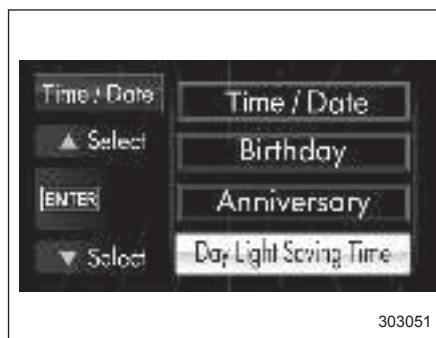 Time / Date
▲ Select
ENTER
▼ Select
Time / Date
Birthday
Anniversary
Day Light Saving Time
303051